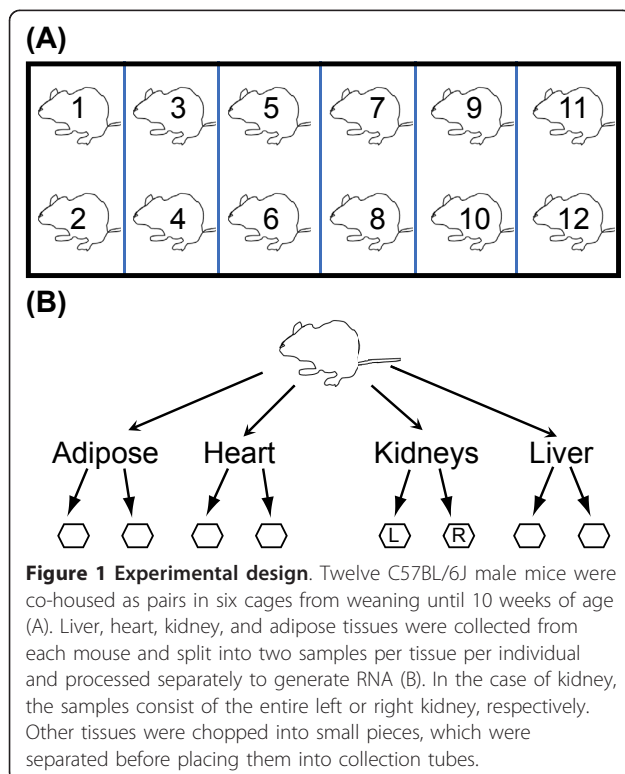 (A)
1 3 5 7 9 11
2 4 6 8 10 12
(B)
Adipose Heart Kidneys Liver
L R
Figure 1 Experimental design. Twelve C57BL/6J male mice were
co-housed as pairs in six cages from weaning until 10 weeks of age
(A). Liver, heart, kidney, and adipose tissues were collected from
each mouse and split into two samples per tissue per individual
and processed separately to generate RNA (B). In the case of kidney,
the samples consist of the entire left or right kidney, respectively.
Other tissues were chopped into small pieces, which were
separated before placing them into collection tubes.